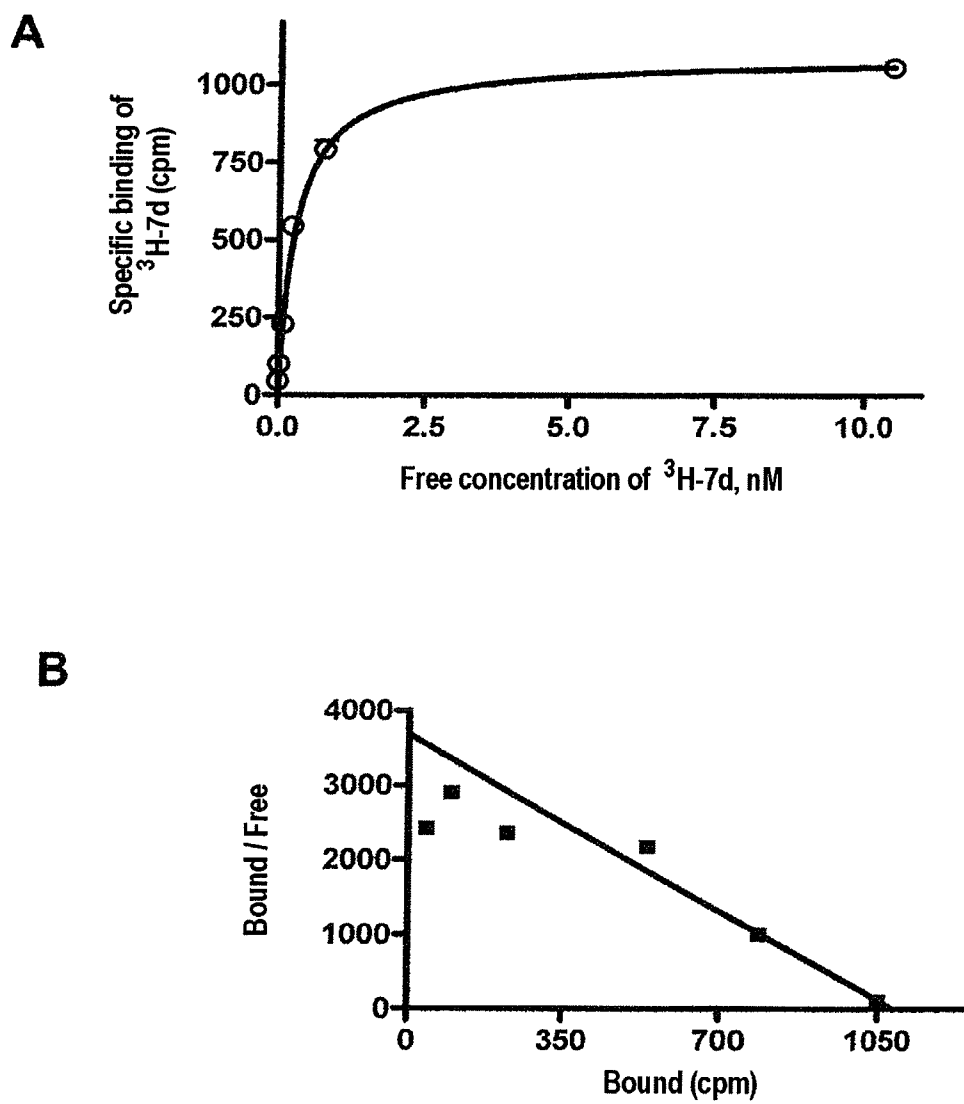 A
Specific binding of
³H-7d (cpm)
1000
750
500
250
0
0.0 2.5 5.0 7.5 10.0
Free concentration of ³H-7d, nM
B
Bound / Free
4000
3000
2000
1000
0
0 350 700 1050
Bound (cpm)